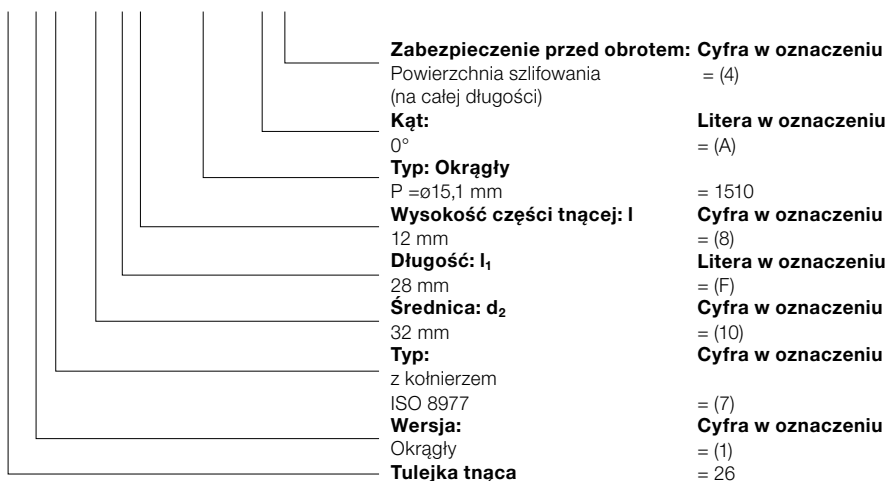 Zabezpieczenie przed obrotem: Cyfra w oznaczeniu
Powierzchnia szlifowania = (4)
(na całej długości)
Kąt: Litera w oznaczeniu
0° = (A)
Typ: Okrągły
P =ø15,1 mm = 1510
Wysokość części tnącej: l Cyfra w oznaczeniu
12 mm = (8)
Długość: l₁ Litera w oznaczeniu
28 mm = (F)
Średnica: d₂ Cyfra w oznaczeniu
32 mm = (10)
Typ: Cyfra w oznaczeniu
z kołnierzem
ISO 8977 = (7)
Wersja: Cyfra w oznaczeniu
Okrągły = (1)
Tulejka tnąca = 26